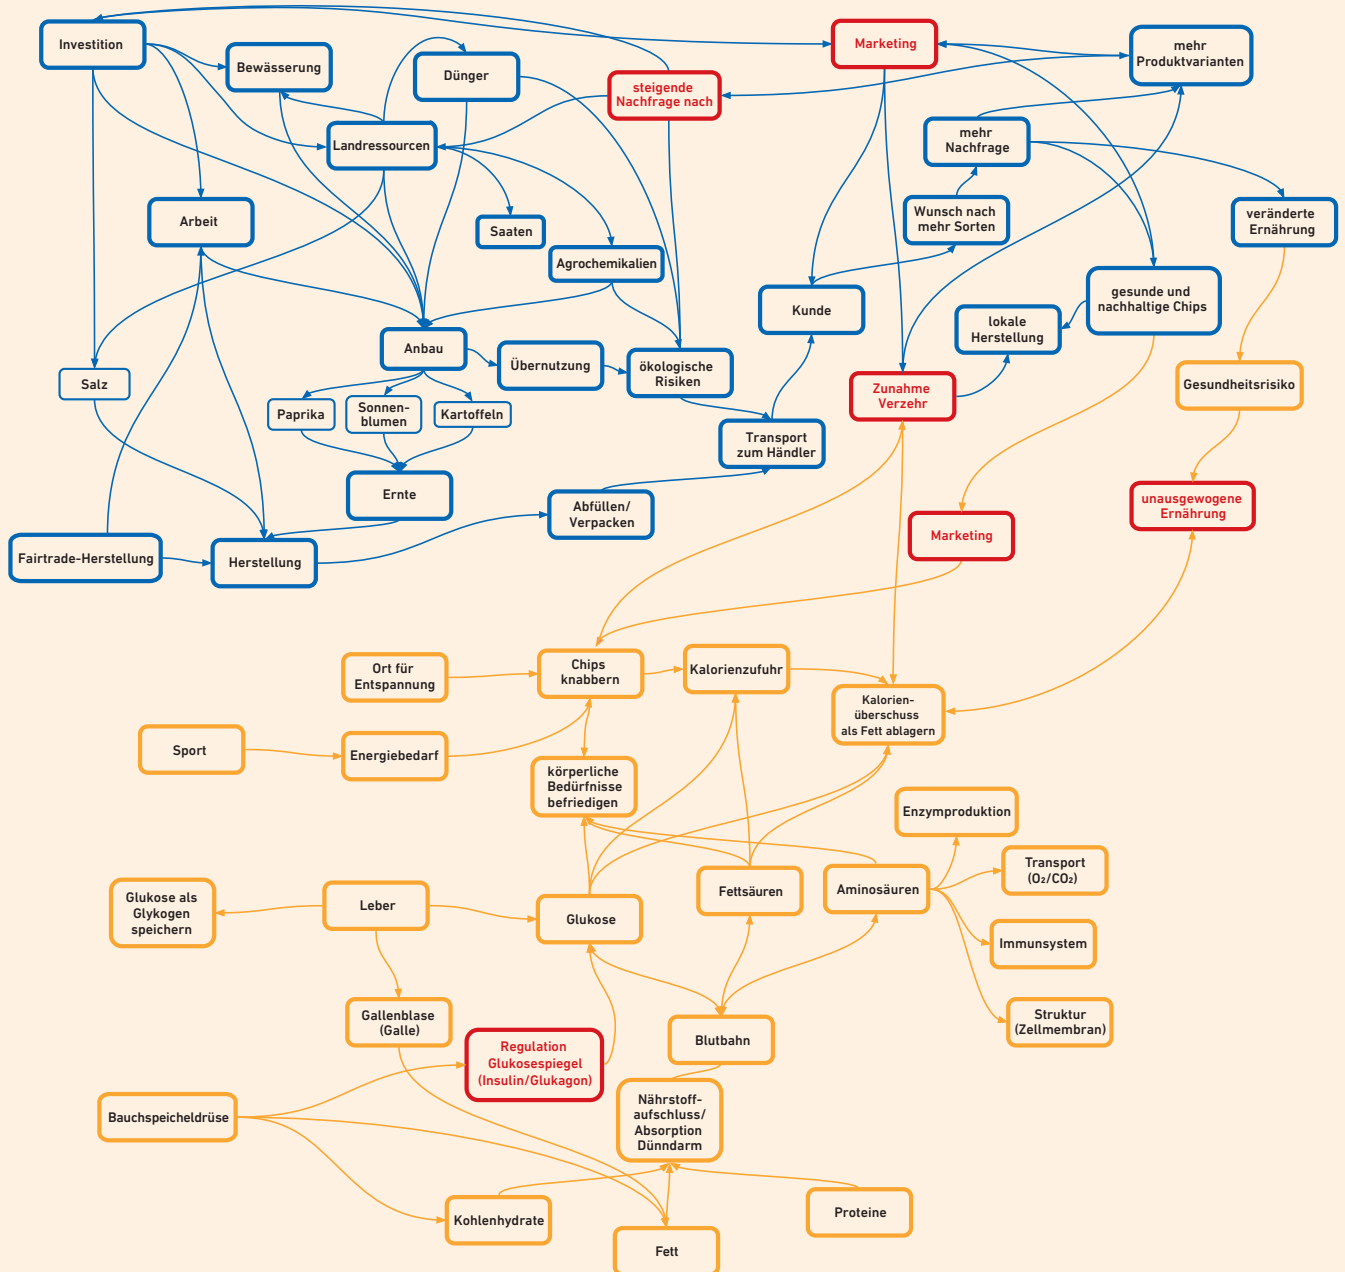 Investition
Bewässerung
Dünger
steigende
Nachfrage nach
Marketing
mehr
Produktvarianten
Landressourcen
mehr
Nachfrage
Arbeit
Saaten
Agrochemikalien
Wunsch nach
mehr Sorten
veränderte
Ernährung
Kunde
gesunde und
nachhaltige Chips
lokale
Herstellung
Anbau
Übernutzung
ökologische
Risiken
Salz
Paprika
Sonnen-
blumen
Kartoffeln
Zunahme
Verzehr
Gesundheitsrisiko
Transport
zum Händler
Ernte
Abfüllen/
Verpacken
Marketing
unausgewogene
Ernährung
Fairtrade-Herstellung
Herstellung
Ort für
Entspannung
Chips
knabbern
Kalorienzufuhr
Kalorien-
überschuss
als Fett ablagern
Sport
Energiebedarf
körperliche
Bedürfnisse
befriedigen
Enzymproduktion
Transport
(O₂/CO₂)
Glukose als
Glykogen
speichern
Leber
Glukose
Fettsäuren
Aminosäuren
Immunsystem
Struktur
(Zellmembran)
Gallenblase
(Galle)
Regulation
Glukosespiegel
(Insulin/Glukagon)
Blutbahn
Bauchspeicheldrüse
Nährstoff-
aufschluss/
Absorption
Dünndarm
Kohlenhydrate
Fett
Proteine